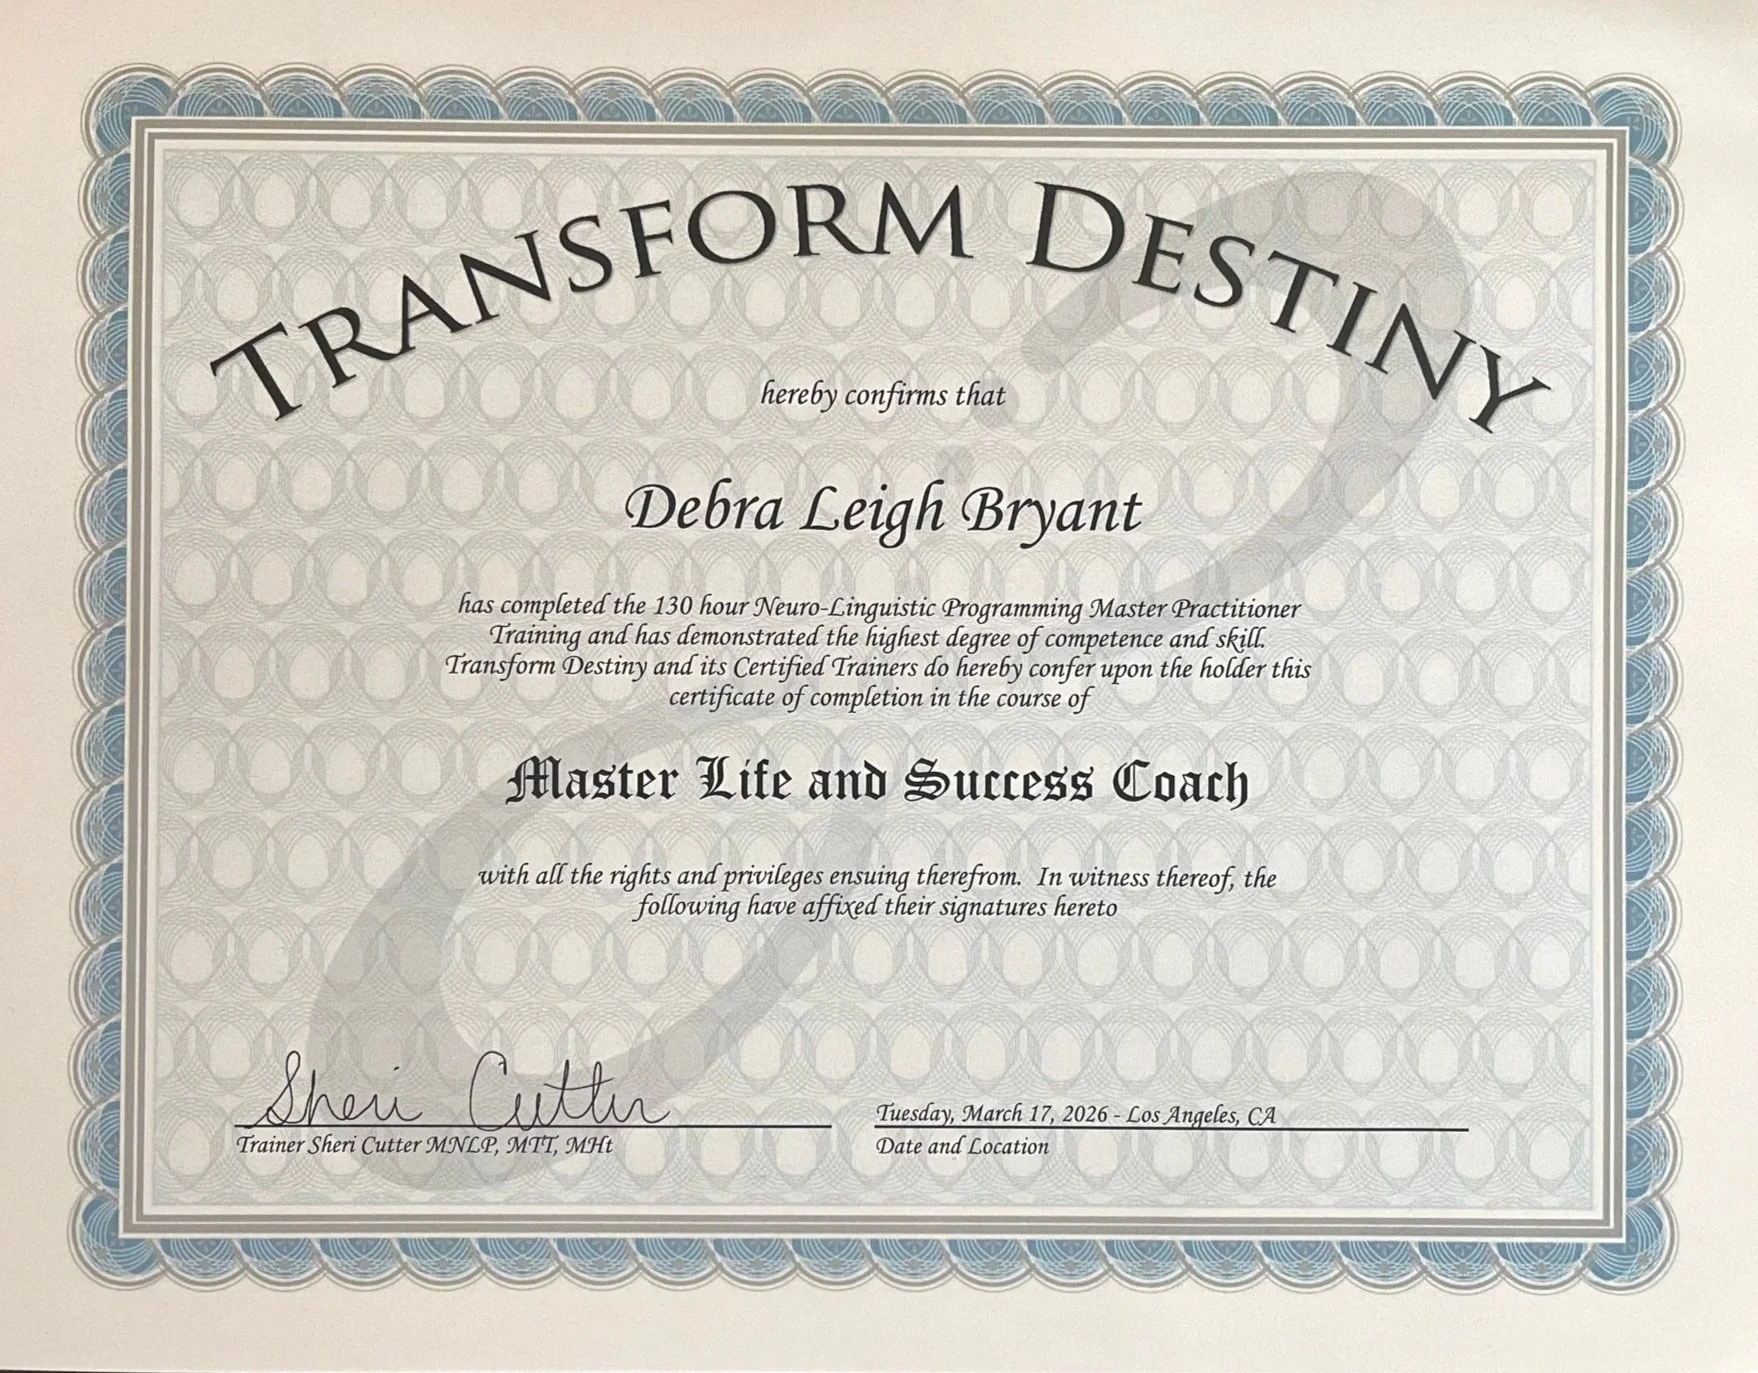 TRANSFORM DESTINY
hereby confirms that
Debra Leigh Bryant
has completed the 130 hour Neuro-Linguistic Programming Master Practitioner
Training and has demonstrated the highest degree of competence and skill.
Transform Destiny and its Certified Trainers do hereby confer upon the holder this
certificate of completion in the course of
Master Life and Success Coach
with all the rights and privileges ensuing therefrom. In witness thereof, the
following have affixed their signatures hereto
Sheri Cutter
Trainer Sheri Cutter MNLP, MTT, MHt
Tuesday, March 17, 2026 - Los Angeles, CA
Date and Location